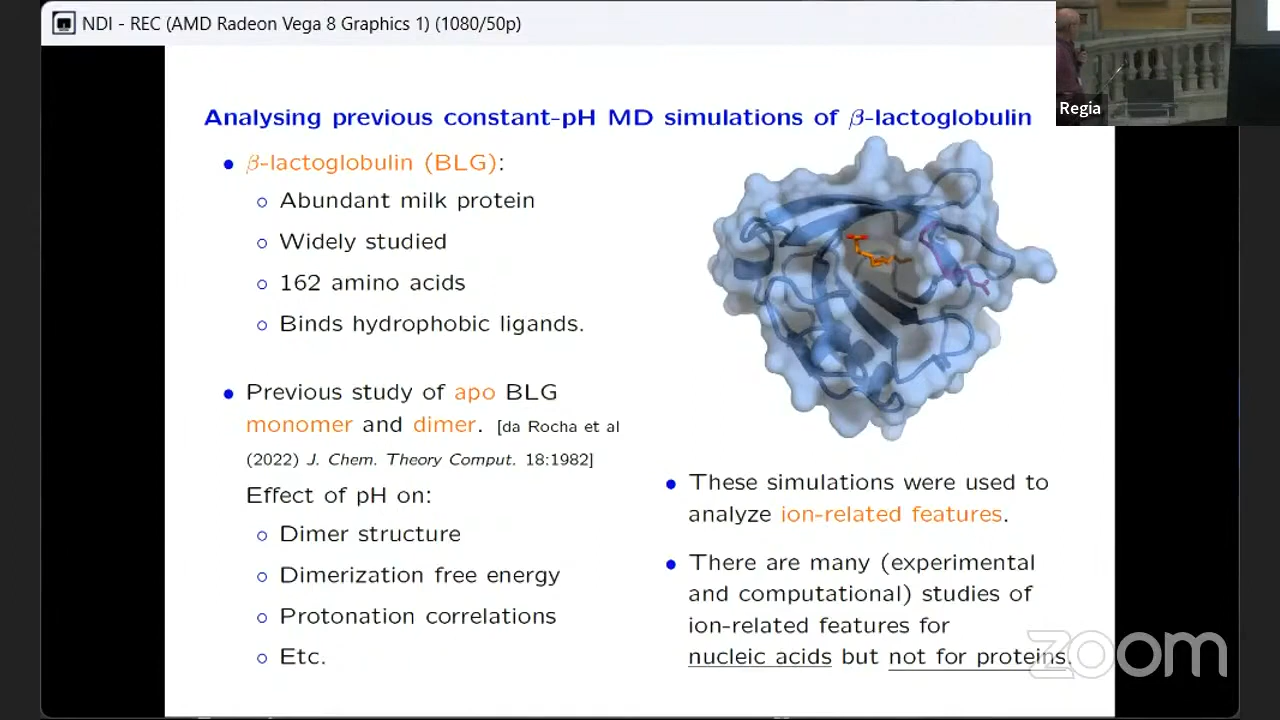 NDI - REC (AMD Radeon Vega 8 Graphics 1) (1080/50p)
Regia
Analysing previous constant-pH MD simulations of β-lactoglobulin
• β-lactoglobulin (BLG):
○ Abundant milk protein
○ Widely studied
○ 162 amino acids
○ Binds hydrophobic ligands.
• Previous study of apo BLG
monomer and dimer. [da Rocha et al
(2022) J. Chem. Theory Comput. 18:1982]
Effect of pH on:
○ Dimer structure
○ Dimerization free energy
○ Protonation correlations
○ Etc.
• These simulations were used to
analyze ion-related features.
• There are many (experimental
and computational) studies of
ion-related features for
nucleic acids but not for proteins.
zoom